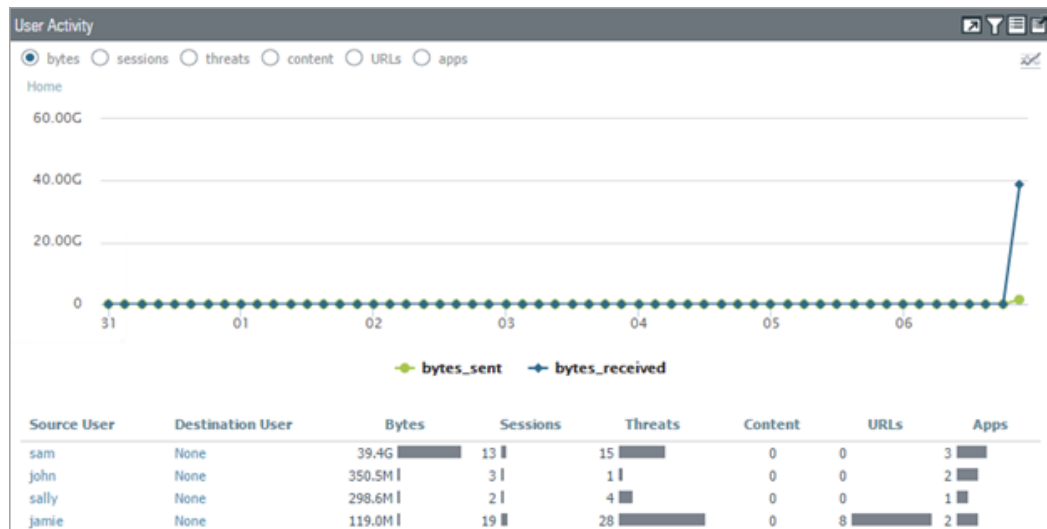 User Activity
bytes sessions threats content URLs apps
Home
60.00G
40.00G
20.00G
0
31 01 02 03 04 05 06
bytes_sent bytes_received
Source User Destination User Bytes Sessions Threats Content URLs Apps
sam None 39.4G 13 15 0 0 3
john None 350.5M 3 1 0 0 2
sally None 298.6M 2 4 0 0 1
jamie None 119.0M 19 28 0 8 2